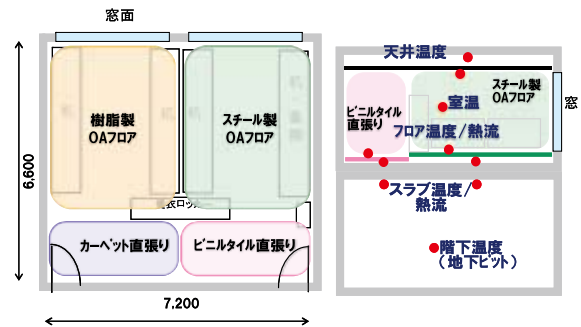 窓面
樹脂製
OAフロア
スチール製
OAフロア
カーペット直張り
ビニルタイル直張り
6,600
7,200
天井温度
スチール製
OAフロア
室温
ビニルタイル
直張り
フロア温度/熱流
窓
スラブ温度/
熱流
階下温度
(地下ピット)